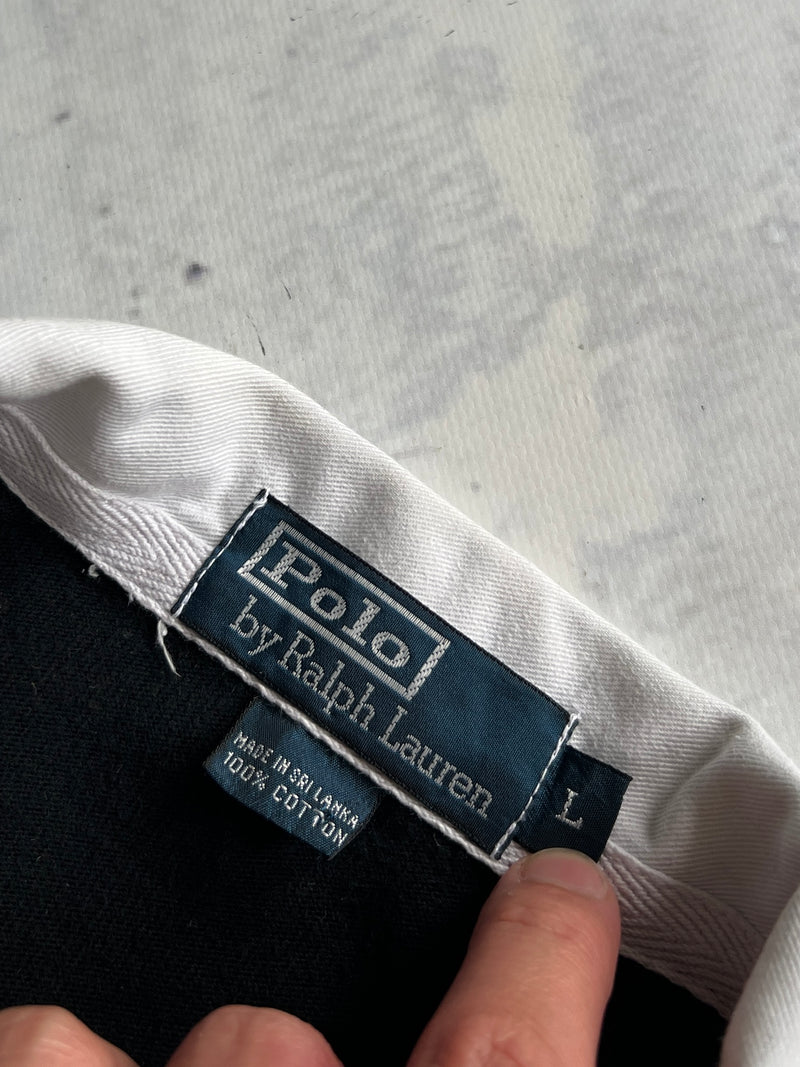 Polo
by Ralph Lauren
L
MADE IN SRI LANKA
100% COTTON